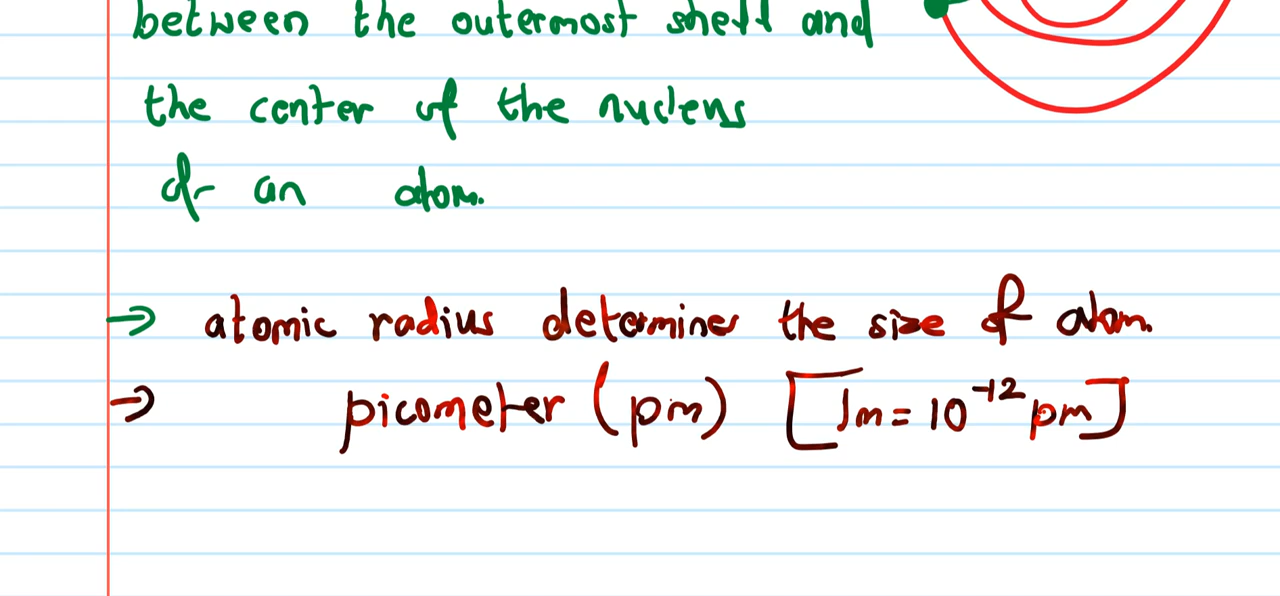 between the outermost shell and
the center of the nucleus
of an atom.
→ atomic radius determines the size of atom.
→ picometer (pm) [1m = 10⁻¹² pm]